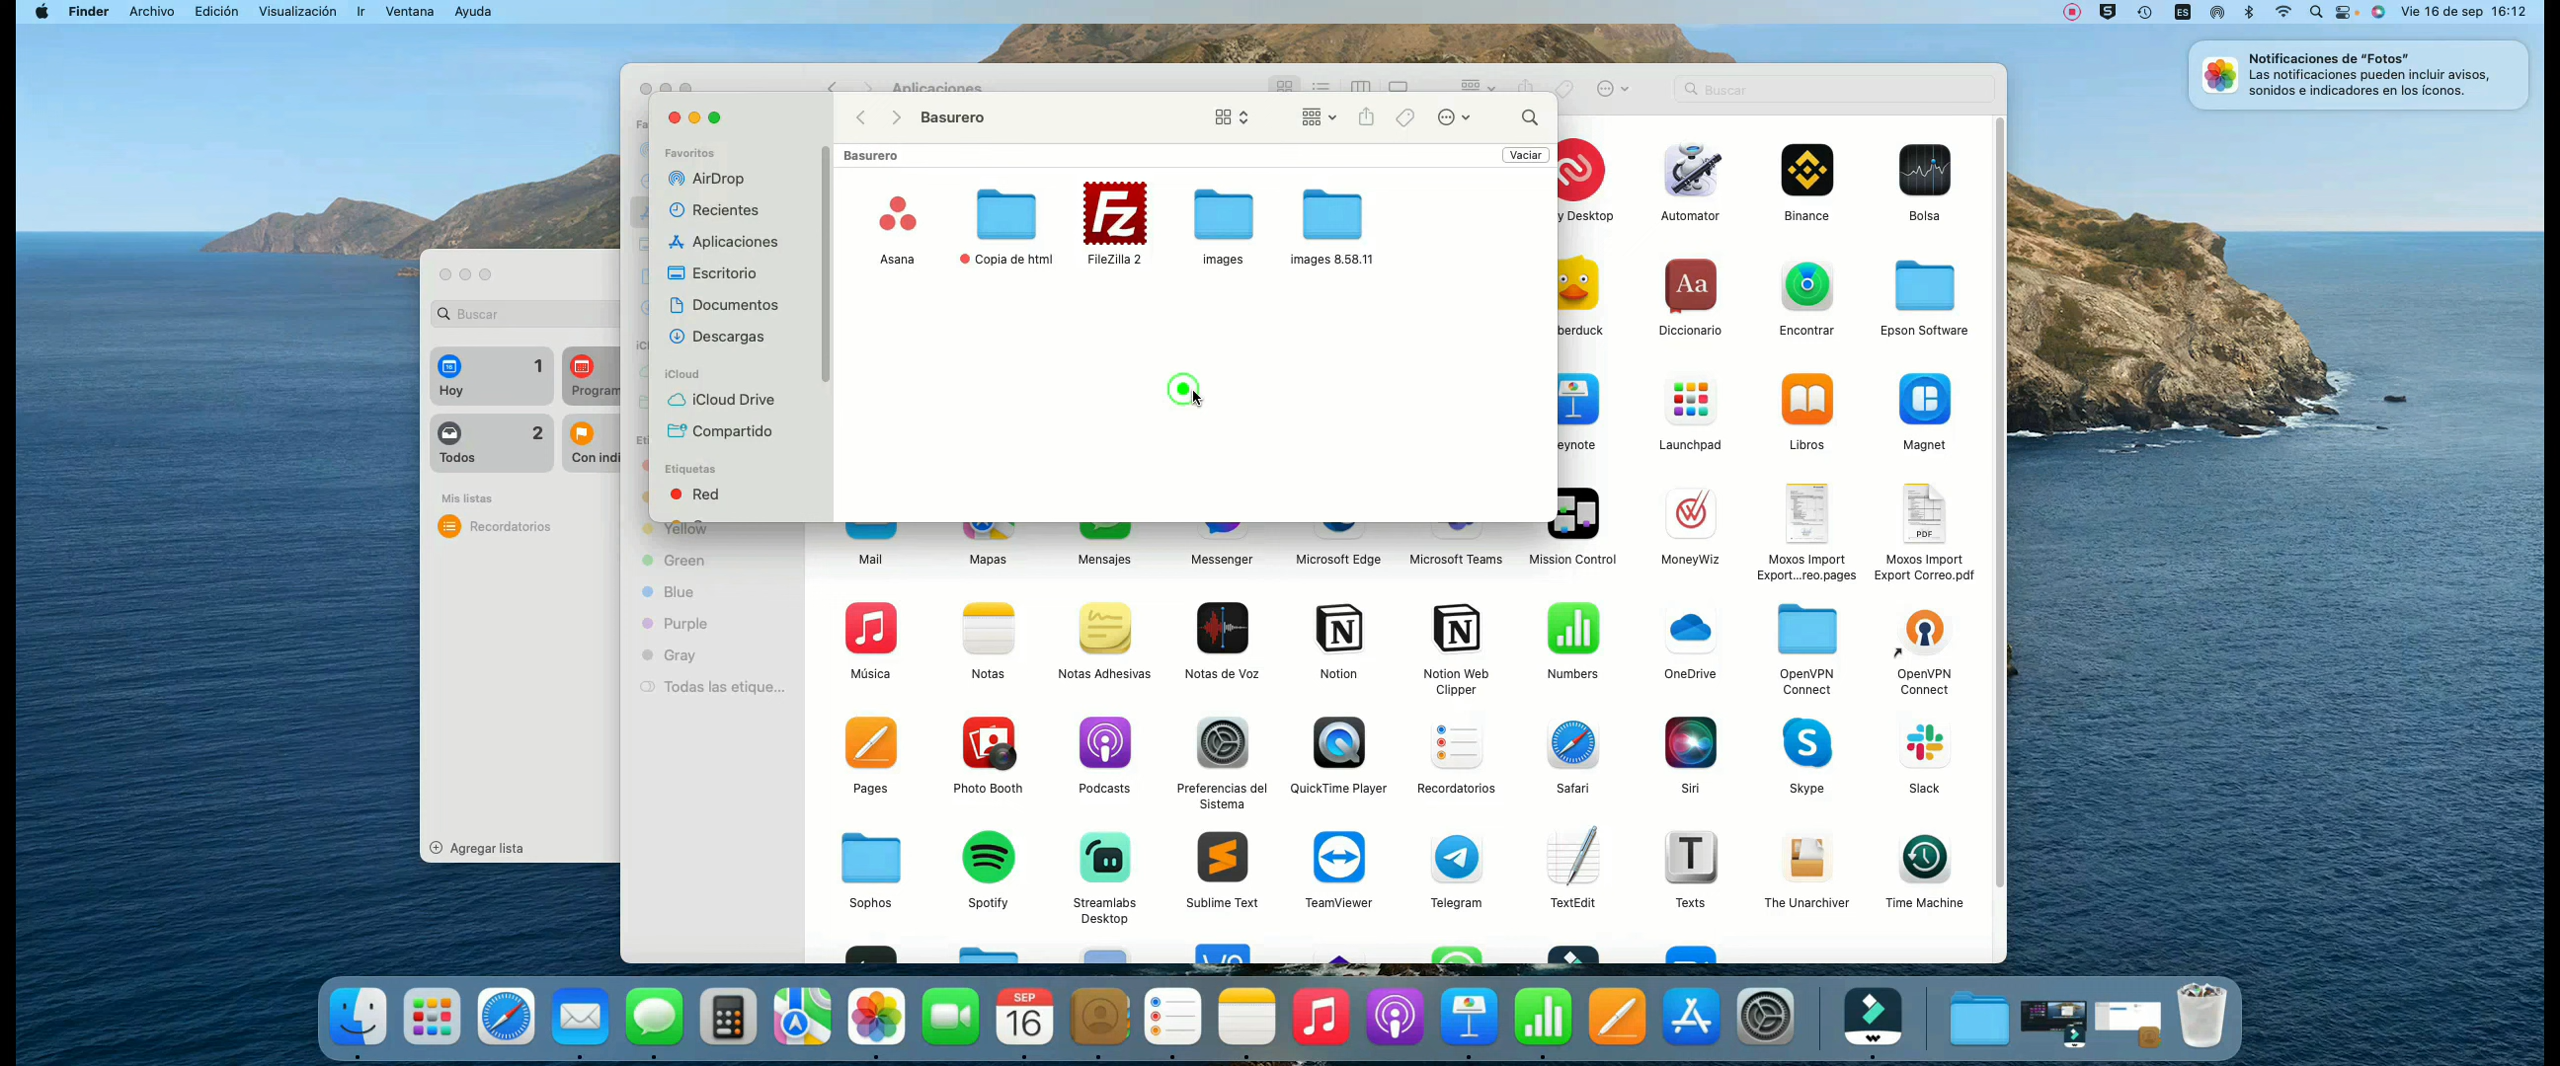 Finder Archivo Edición Visualización Ir Ventana Ayuda
ES
Vie 16 de sep 16:12
Notificaciones de “Fotos”
Las notificaciones pueden incluir avisos,
sonidos e indicadores en los íconos.
Aplicaciones
Buscar
Basurero
Basurero
Vaciar
Favoritos
AirDrop
Recientes
Aplicaciones
Escritorio
Documentos
Descargas
iCloud
iCloud Drive
Compartido
Etiquetas
Red
Asana
Copia de html
FileZilla 2
images
images 8.58.11
Buscar
1
Hoy
Program
2
Todos
Con indi
Mis listas
Recordatorios
Agregar lista
Yellow
Green
Blue
Purple
Gray
Todas las etique...
y Desktop
Automator
Binance
Bolsa
berduck
Aa
Diccionario
Encontrar
Epson Software
eynote
Launchpad
Libros
Magnet
PDF
Mail
Mapas
Mensajes
Messenger
Microsoft Edge
Microsoft Teams
Mission Control
MoneyWiz
Moxos Import
Export...reo.pages
Moxos Import
Export Correo.pdf
Música
Notas
Notas Adhesivas
Notas de Voz
Notion
Notion Web
Clipper
Numbers
OneDrive
OpenVPN
Connect
OpenVPN
Connect
Pages
Photo Booth
Podcasts
Preferencias del
Sistema
QuickTime Player
Recordatorios
Safari
Siri
Skype
Slack
Sophos
Spotify
Streamlabs
Desktop
Sublime Text
TeamViewer
Telegram
TextEdit
Texts
The Unarchiver
Time Machine
SEP
16